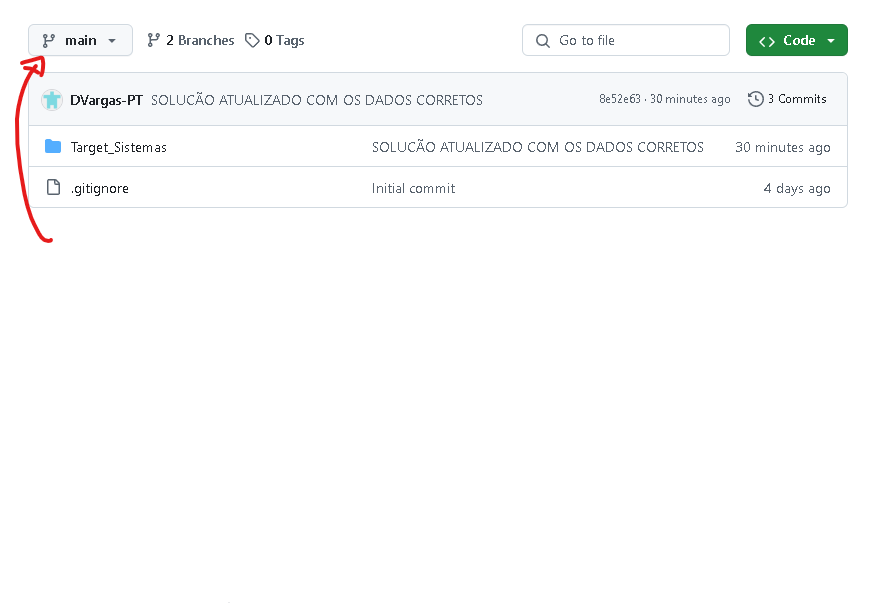 main 2 Branches 0 Tags Go to file Code
DVargas-PT SOLUCÃO ATUALIZADO COM OS DADOS CORRETOS 8e52e63 · 30 minutes ago 3 Commits
Target_Sistemas SOLUCÃO ATUALIZADO COM OS DADOS CORRETOS 30 minutes ago
.gitignore Initial commit 4 days ago